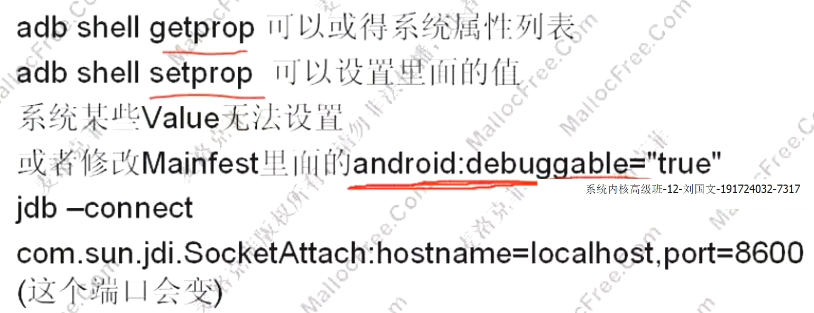 adb shell getprop 可以或得系统属性列表
adb shell setprop 可以设置里面的值
系统某些Value无法设置
或者修改Mainfest里面的android:debuggable="true"
系统内核高级班-12-刘国文-191724032-7317
jdb –connect
com.sun.jdi.SocketAttach:hostname=localhost,port=8600
(这个端口会变)
MallocFree.Com